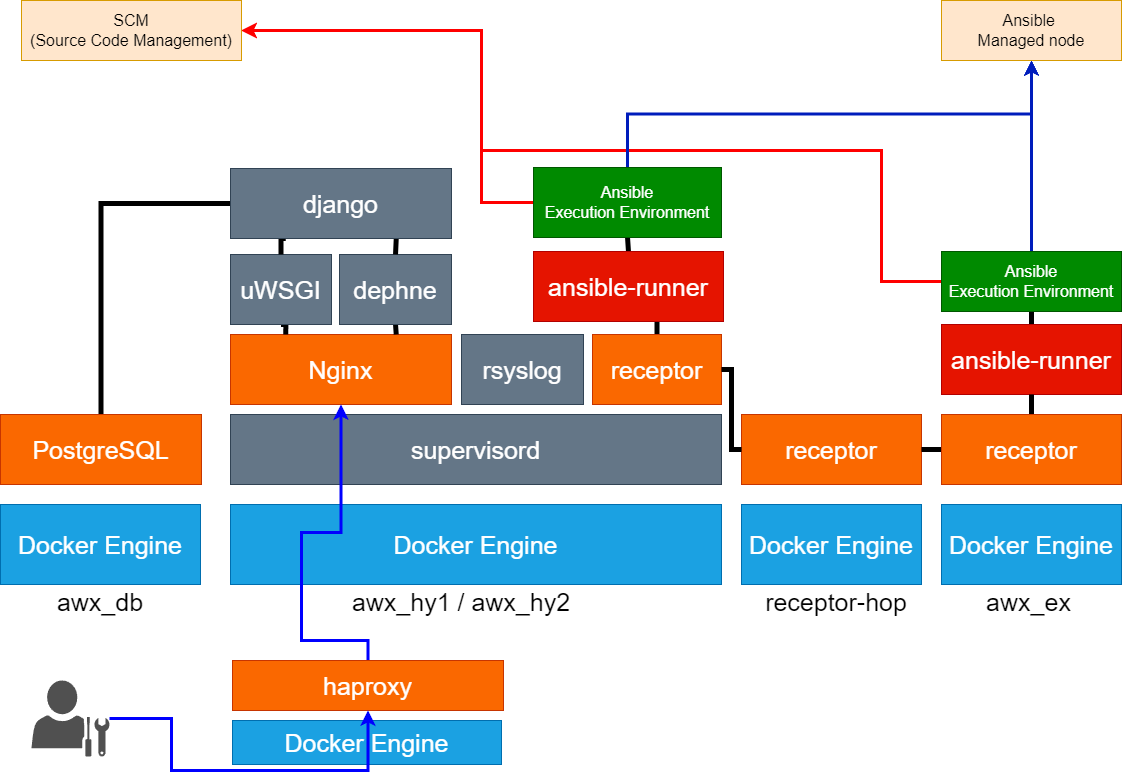 SCM
(Source Code Management)
Ansible
Managed node
django
Ansible
Execution Environment
uWSGI
dephne
ansible-runner
Ansible
Execution Environment
Nginx
rsyslog
receptor
ansible-runner
PostgreSQL
supervisord
receptor
receptor
Docker Engine
Docker Engine
Docker Engine
Docker Engine
awx_db
awx_hy1 / awx_hy2
receptor-hop
awx_ex
haproxy
Docker Engine